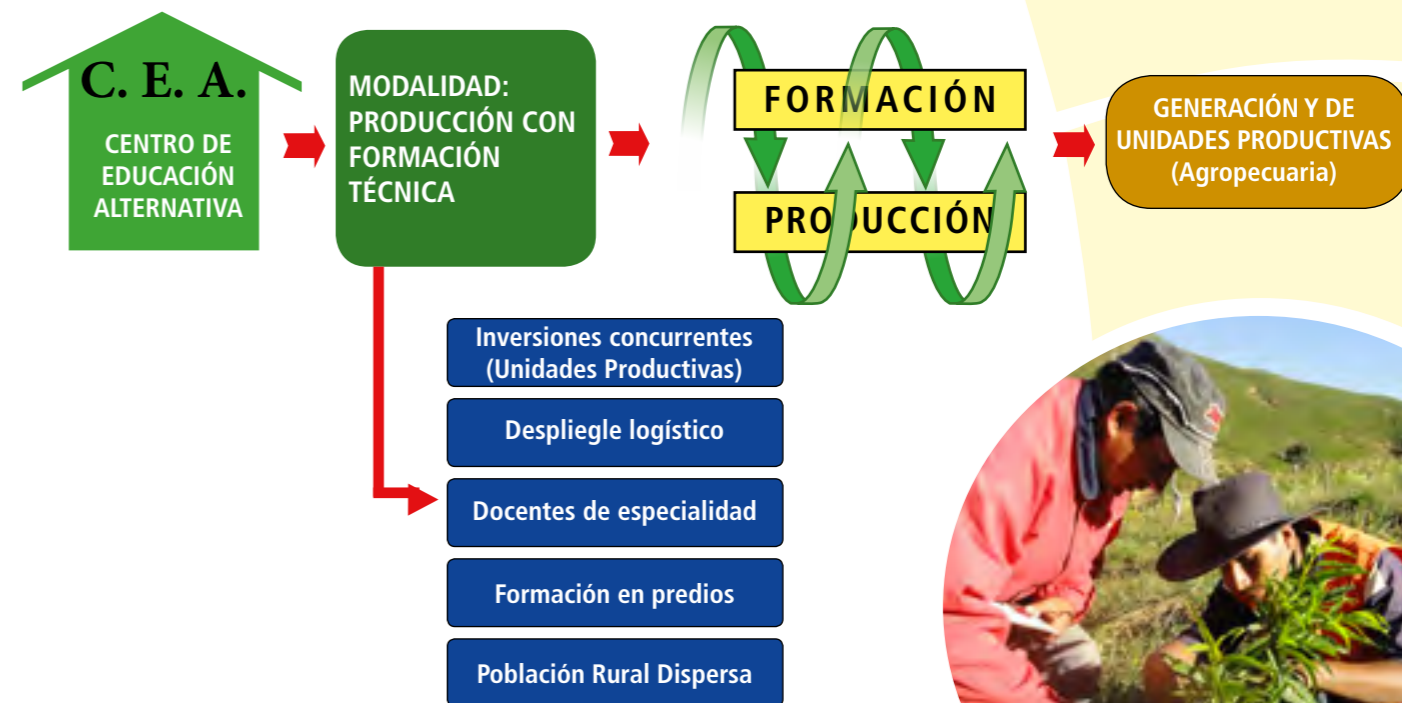 C. E. A.
CENTRO DE
EDUCACIÓN
ALTERNATIVA
MODALIDAD:
PRODUCCIÓN CON
FORMACIÓN
TÉCNICA
FORMACIÓN
PRODUCCIÓN
GENERACIÓN Y DE
UNIDADES PRODUCTIVAS
(Agropecuaria)
Inversiones concurrentes
(Unidades Productivas)
Despliegle logístico
Docentes de especialidad
Formación en predios
Población Rural Dispersa